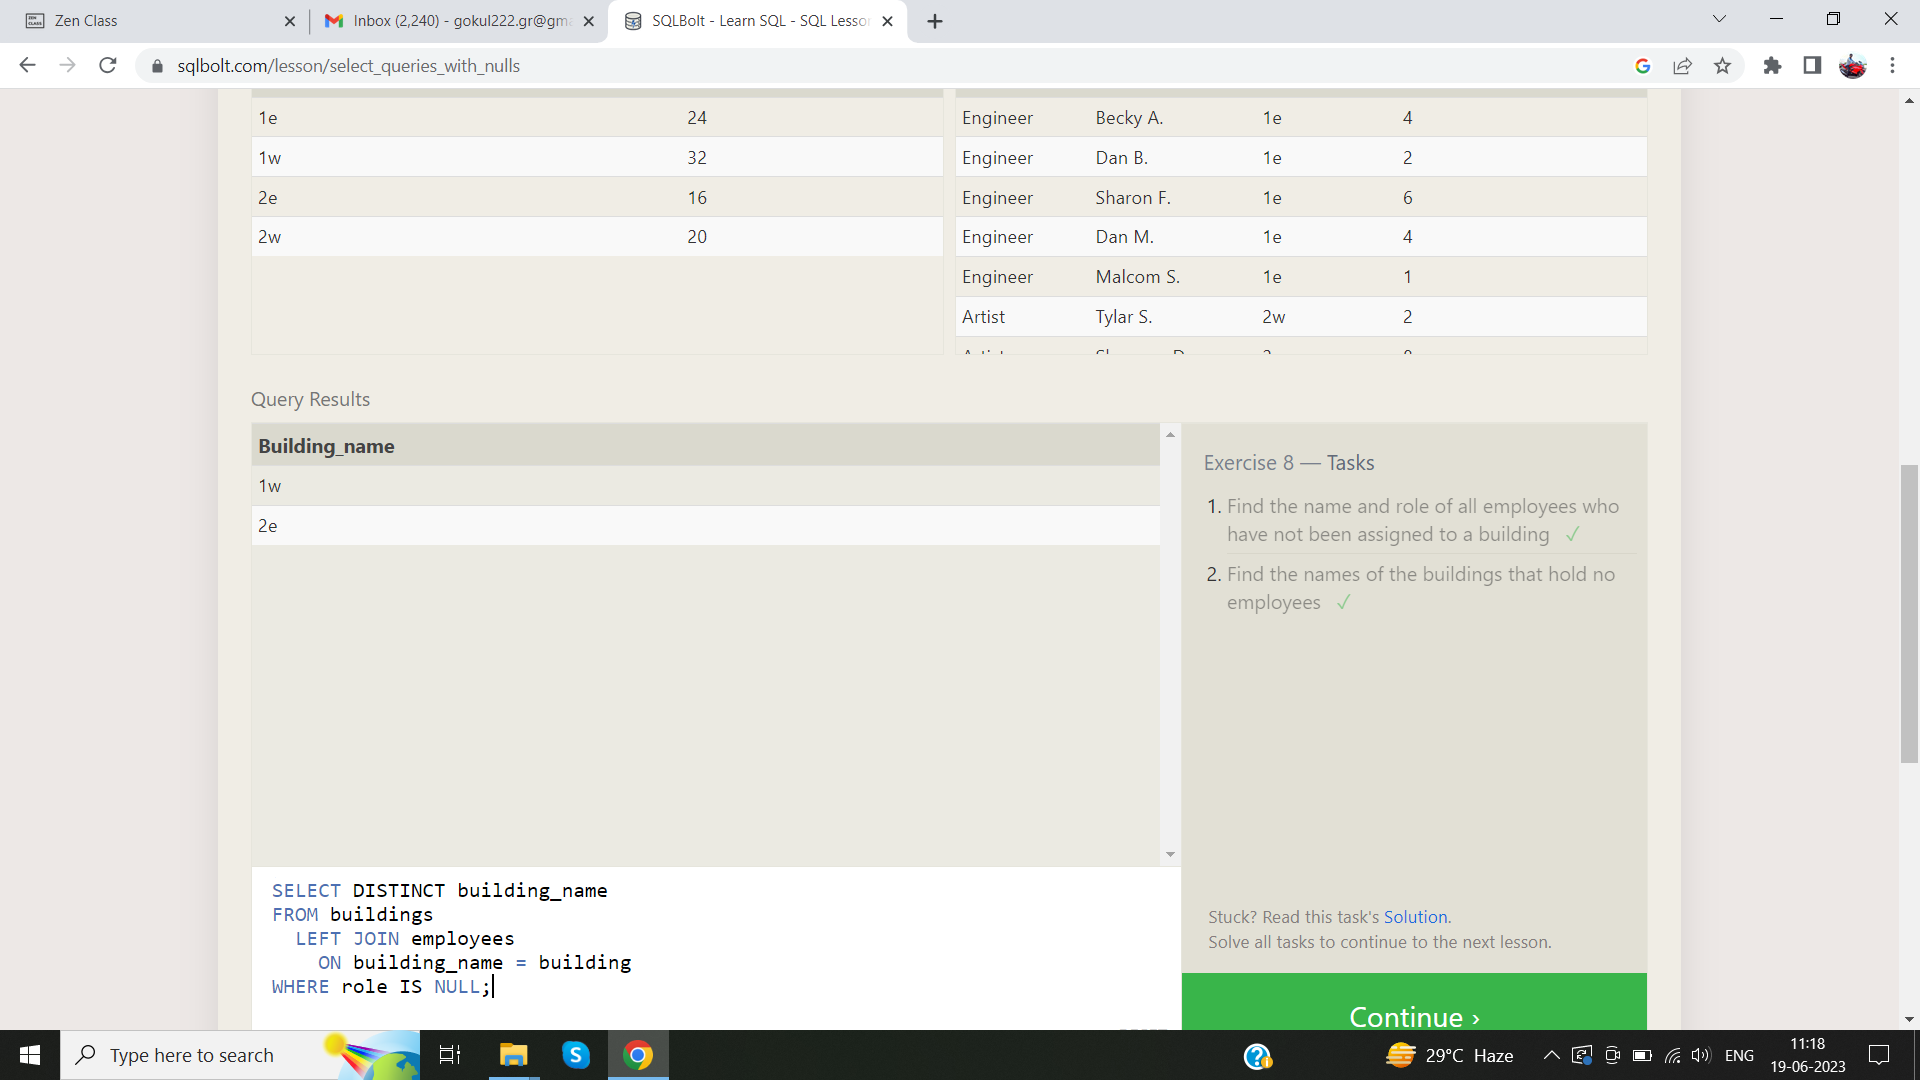 Zen Class
Inbox (2,240) - gokul222.gr@gm
SQLBolt - Learn SQL - SQL Lesso
sqlbolt.com/lesson/select_queries_with_nulls
1e 24
1w 32
2e 16
2w 20
Engineer Becky A. 1e 4
Engineer Dan B. 1e 2
Engineer Sharon F. 1e 6
Engineer Dan M. 1e 4
Engineer Malcom S. 1e 1
Artist Tylar S. 2w 2
Query Results
Building_name
1w
2e
Exercise 8 — Tasks
1. Find the name and role of all employees who
have not been assigned to a building ✓
2. Find the names of the buildings that hold no
employees ✓
SELECT DISTINCT building_name
FROM buildings
LEFT JOIN employees
ON building_name = building
WHERE role IS NULL;
Stuck? Read this task's Solution.
Solve all tasks to continue to the next lesson.
Continue ›
Type here to search
29°C Haze
ENG
11:18
19-06-2023